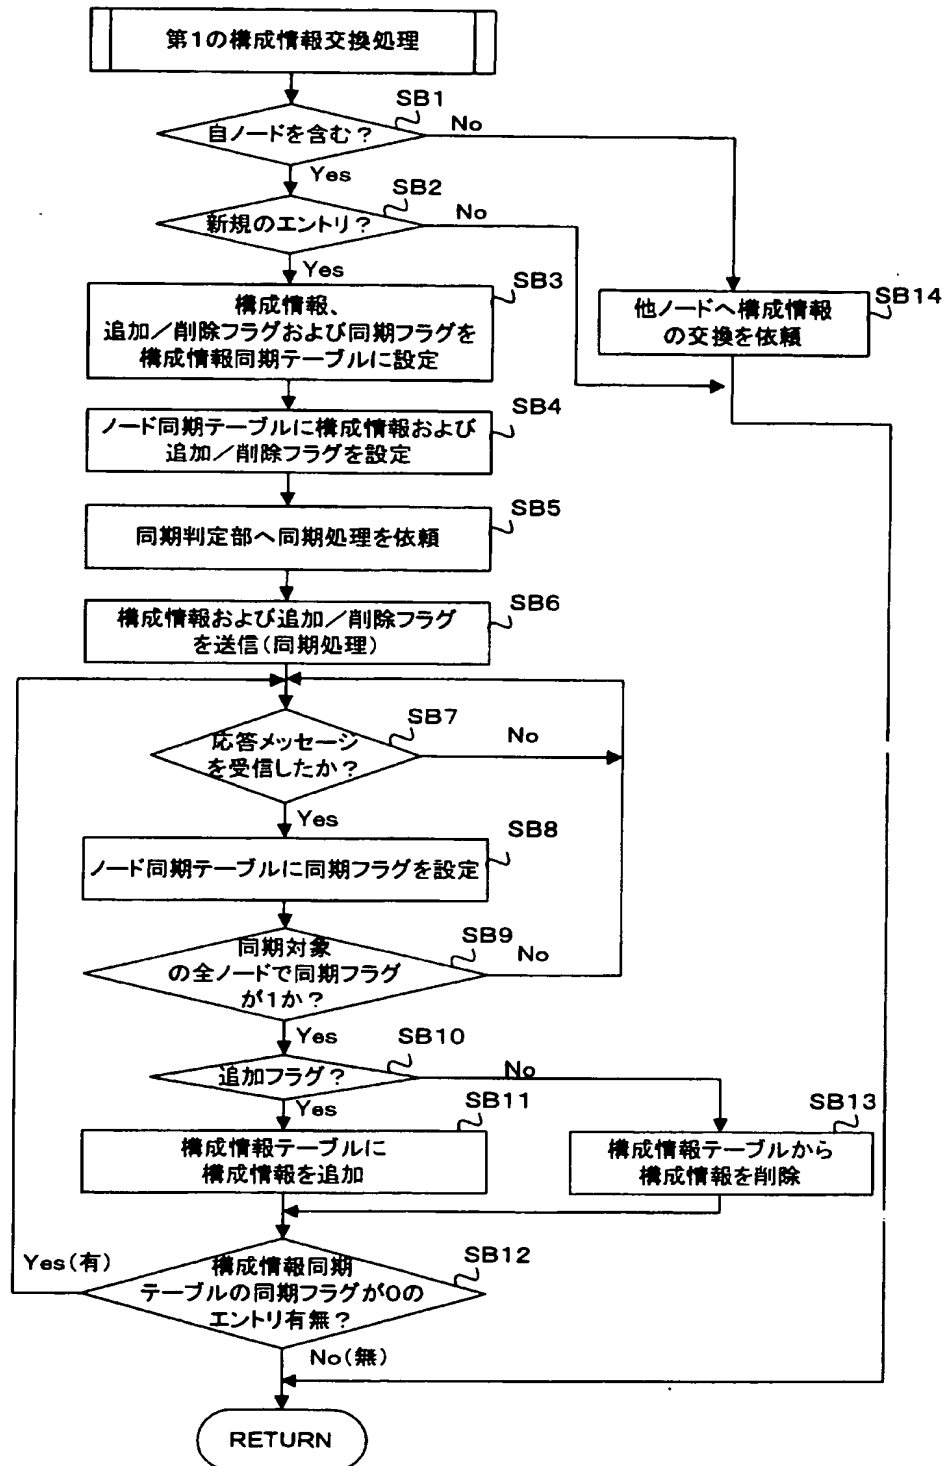 第1の構成情報交換処理
SB1
自ノードを含む？
No
Yes
SB2
新規のエントリ？
No
Yes
SB3
構成情報、
追加／削除フラグおよび同期フラグを
構成情報同期テーブルに設定
SB14
他ノードへ構成情報
の交換を依頼
SB4
ノード同期テーブルに構成情報および
追加／削除フラグを設定
SB5
同期判定部へ同期処理を依頼
SB6
構成情報および追加／削除フラグ
を送信(同期処理)
SB7
応答メッセージ
を受信したか？
No
Yes
SB8
ノード同期テーブルに同期フラグを設定
SB9
同期対象
の全ノードで同期フラグ
が1か？
No
Yes
SB10
追加フラグ？
No
Yes
SB11
構成情報テーブルに
構成情報を追加
SB13
構成情報テーブルから
構成情報を削除
Yes(有)
SB12
構成情報同期
テーブルの同期フラグが0の
エントリ有無？
No(無)
RETURN